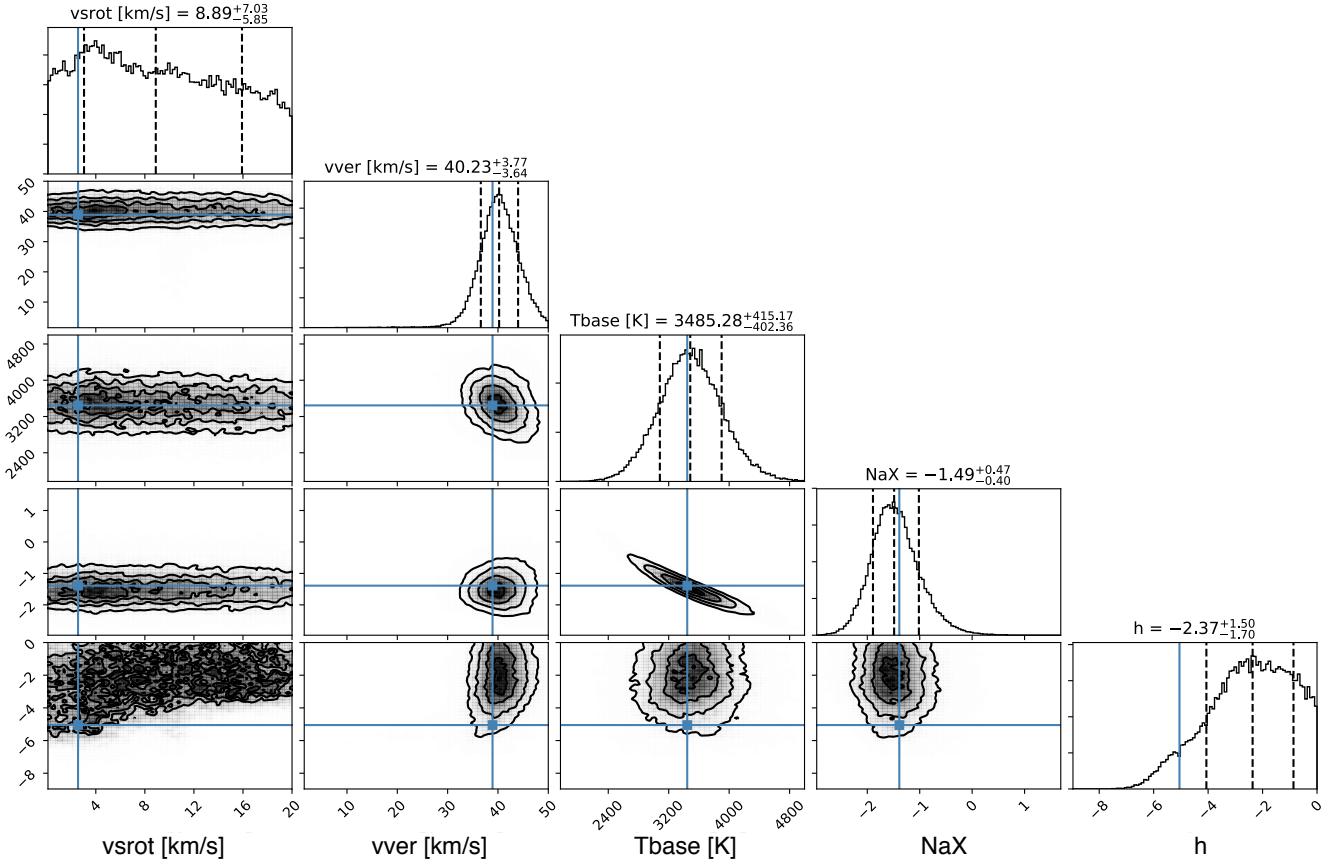 vsrot [km/s] = 8.89+7.03−5.85
vver [km/s] = 40.23+3.77−3.64
50
40
30
20
10
Tbase [K] = 3485.28+415.17−402.36
4800
4000
3200
2400
NaX = −1.49+0.47−0.40
1
0
−1
−2
h = −2.37+1.50−1.70
0
−2
−4
−6
−8
4 8 12 16 20 10 20 30 40 50 2400 3200 4000 4800 −2 −1 0 1 −8 −6 −4 −2 0
vsrot [km/s] vver [km/s] Tbase [K] NaX h